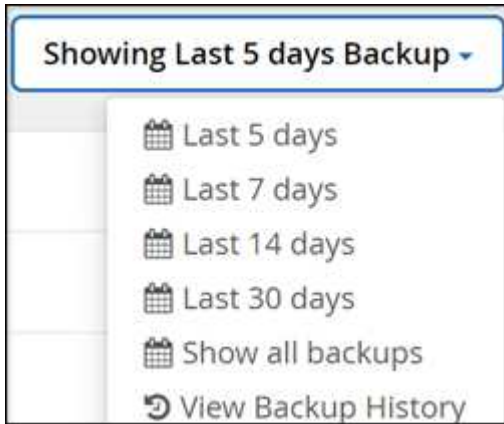 Showing Last 5 days Backup
Last 5 days
Last 7 days
Last 14 days
Last 30 days
Show all backups
View Backup History